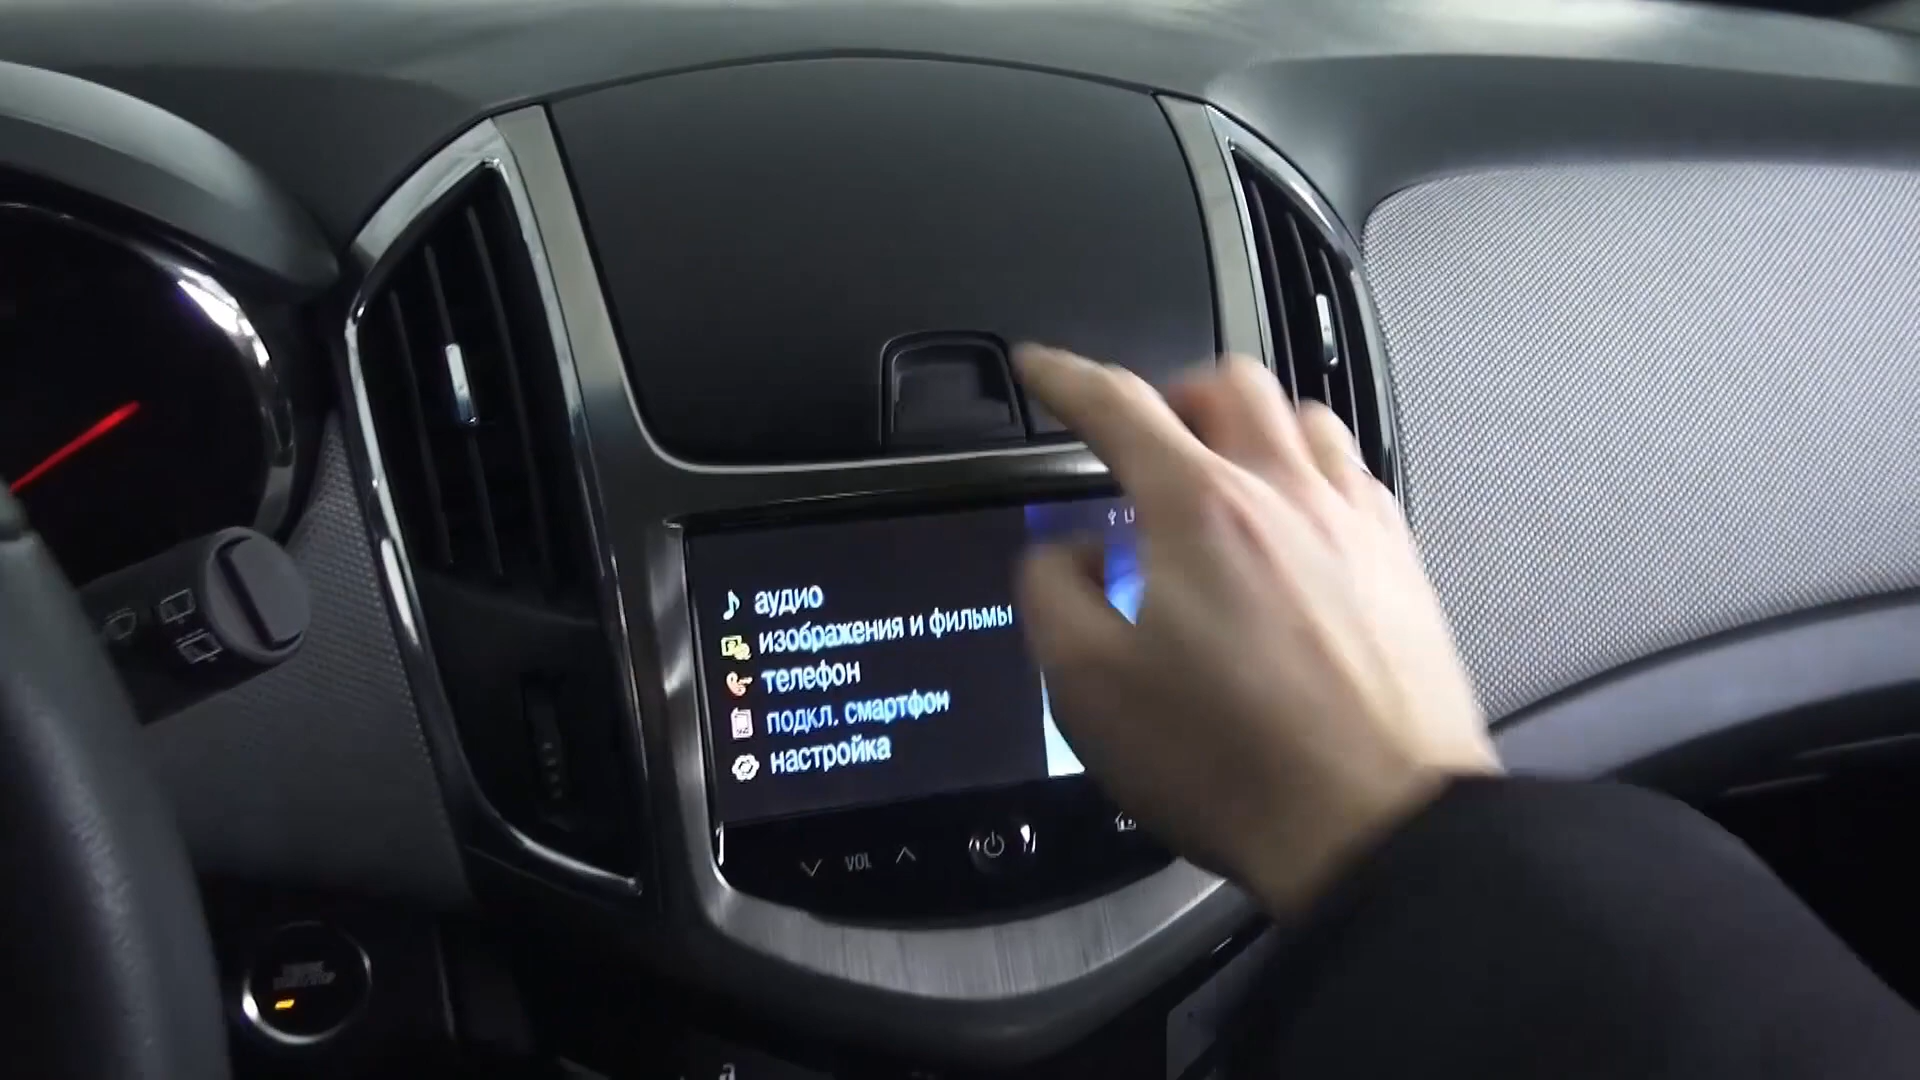 аудио
изображения и фильмы
телефон
подкл. смартфон
настройка
VOL